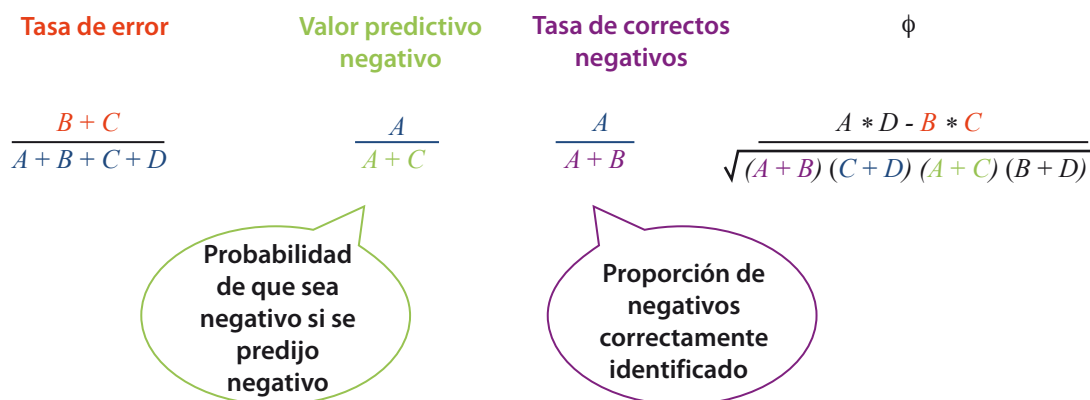 Tasa de error
Valor predictivo
negativo
Tasa de correctos
negativos
ϕ
B + C
A + B + C + D
A
A + C
A
A + B
A * D - B * C
√(A + B) (C + D) (A + C) (B + D)
Probabilidad
de que sea
negativo si se
predijo
negativo
Proporción de
negativos
correctamente
identificado